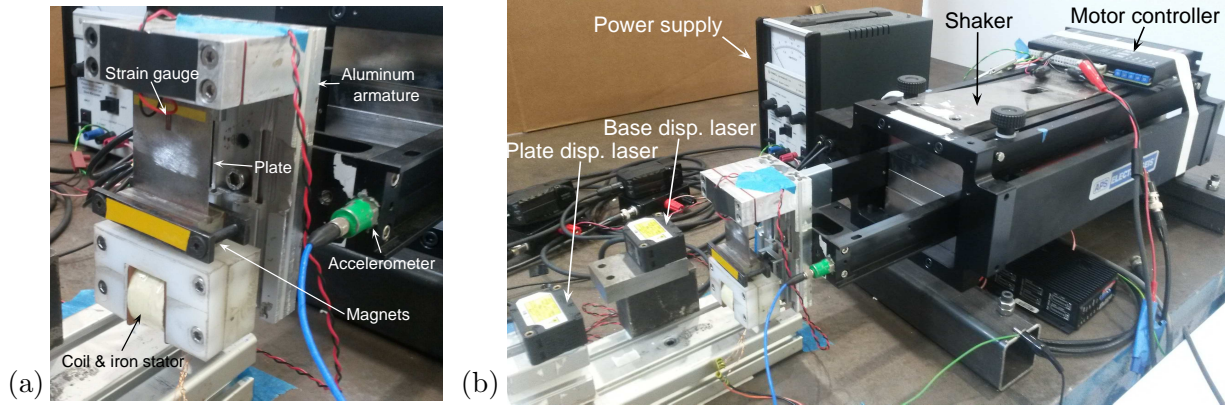 Strain gauge
Aluminum
armature
Plate
Accelerometer
Magnets
Coil & iron stator
(a)
Power supply
Shaker
Motor controller
Base disp. laser
Plate disp. laser
APS
(b)